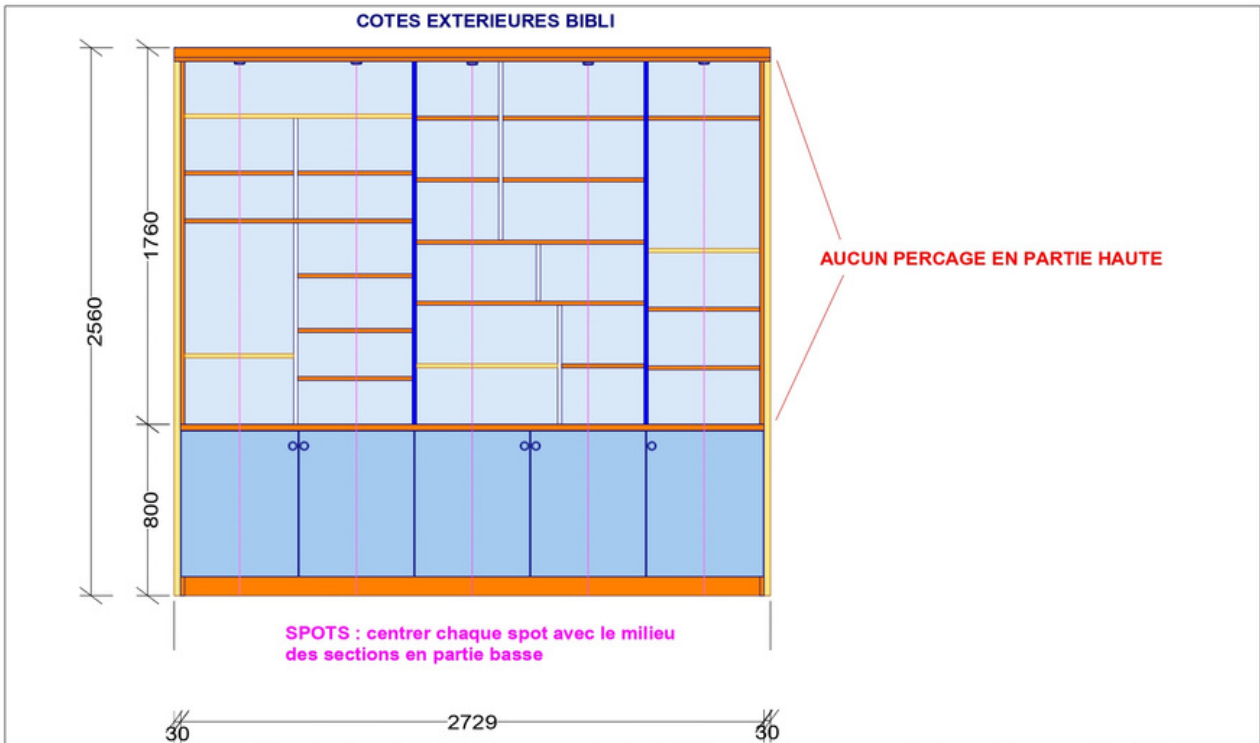 COTES EXTERIEURES BIBLI
1760
AUCUN PERCAGE EN PARTIE HAUTE
2560
800
SPOTS : centrer chaque spot avec le milieu
des sections en partie basse
30
2729
30